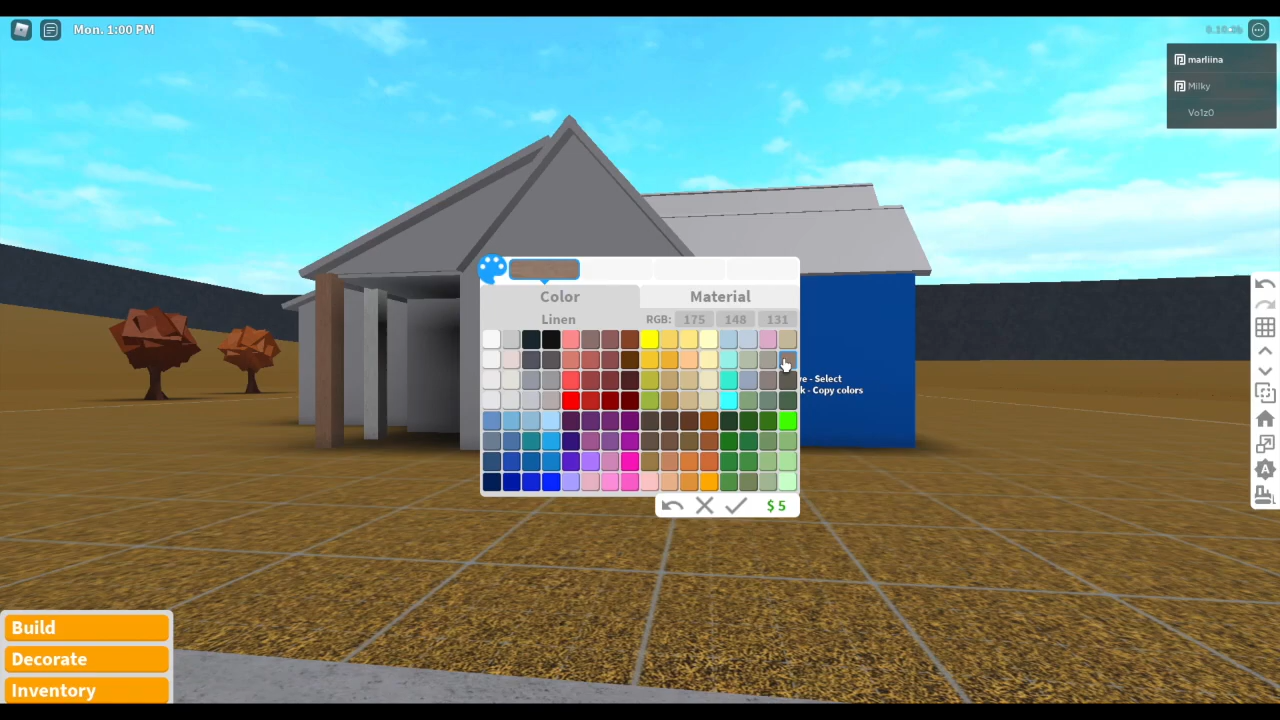 Mon. 1:00 PM
marliina
Milky
Vo1z0
Color
Material
Linen
RGB: 175 148 131
- Select
- Copy colors
$ 5
Build
Decorate
Inventory